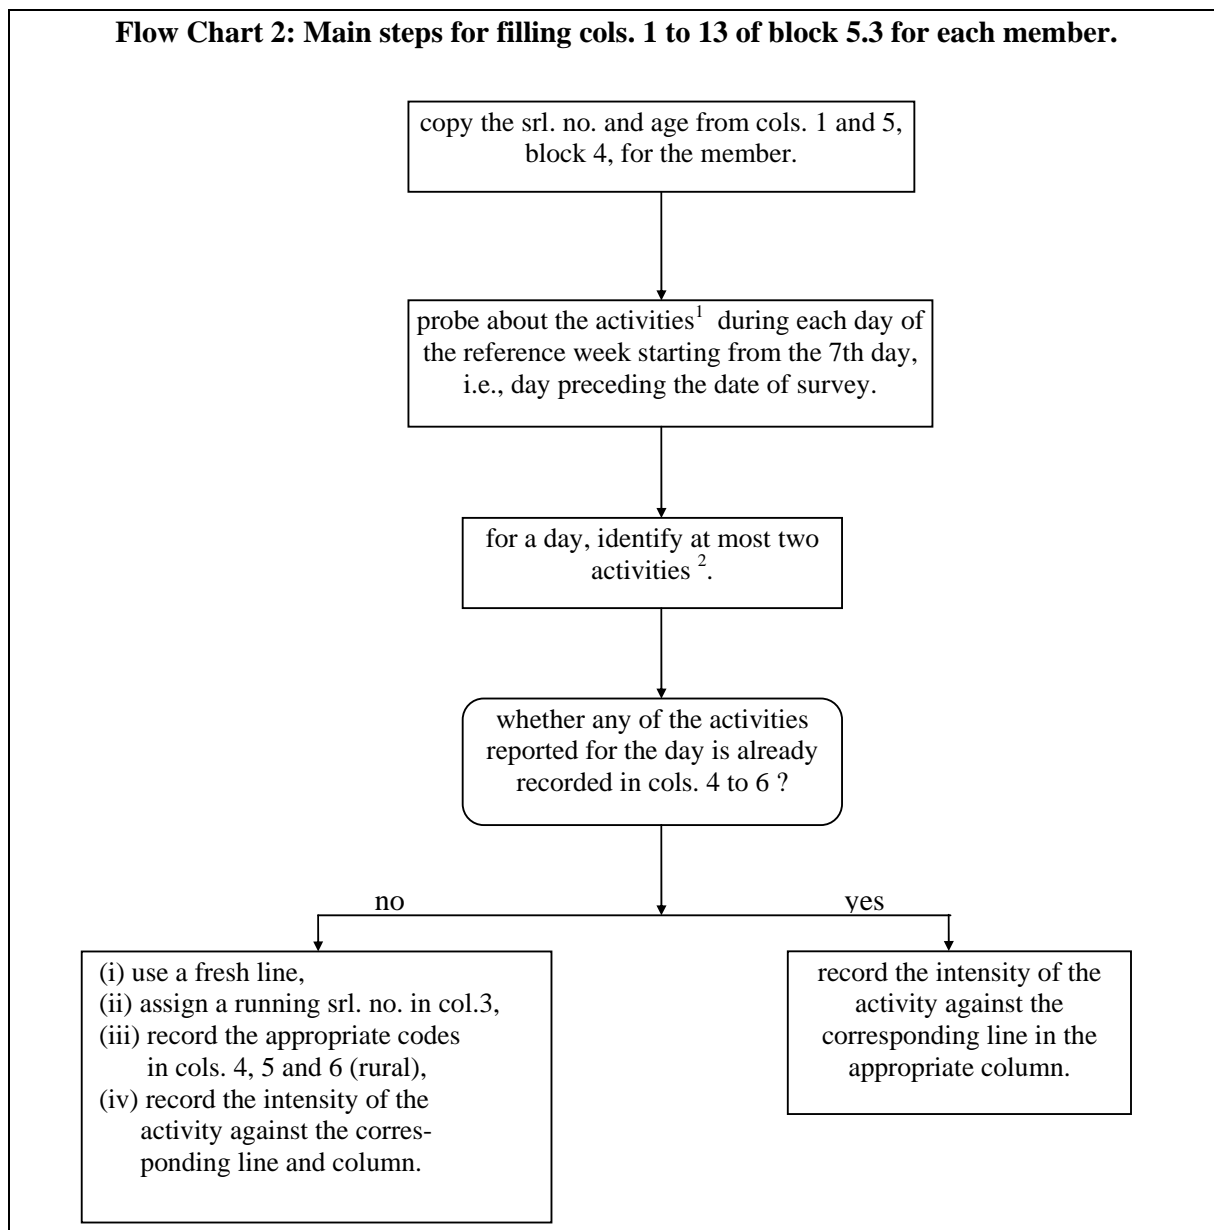 Flow Chart 2: Main steps for filling cols. 1 to 13 of block 5.3 for each member.
copy the srl. no. and age from cols. 1 and 5,
block 4, for the member.
probe about the activities1 during each day of
the reference week starting from the 7th day,
i.e., day preceding the date of survey.
for a day, identify at most two
activities 2.
whether any of the activities
reported for the day is already
recorded in cols. 4 to 6 ?
no
yes
(i) use a fresh line,
(ii) assign a running srl. no. in col.3,
(iii) record the appropriate codes
in cols. 4, 5 and 6 (rural),
(iv) record the intensity of the
activity against the corres-
ponding line and column.
record the intensity of the
activity against the
corresponding line in the
appropriate column.